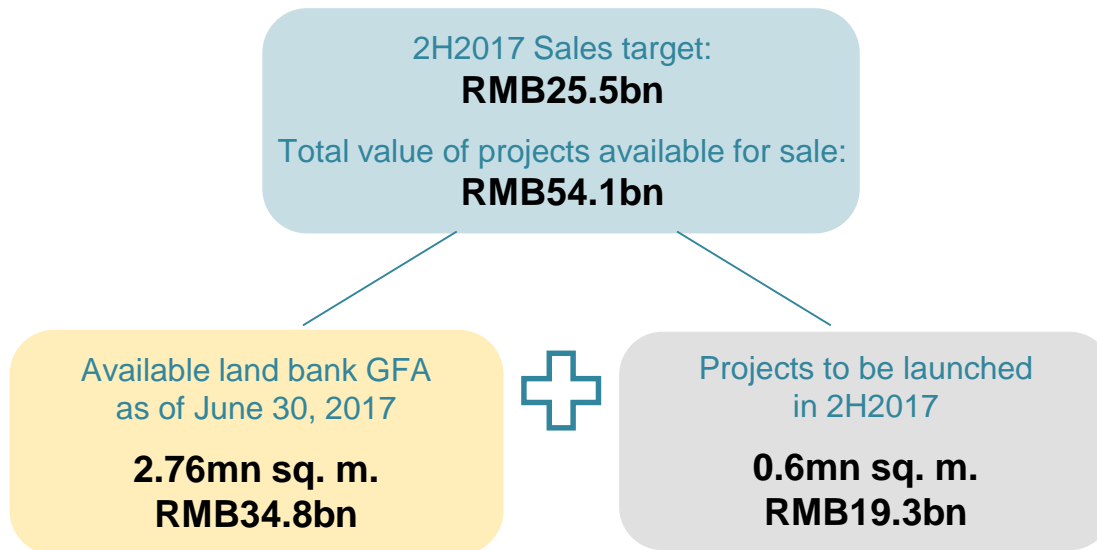 2H2017 Sales target:
RMB25.5bn
Total value of projects available for sale:
RMB54.1bn
Available land bank GFA
as of June 30, 2017
2.76mn sq. m.
RMB34.8bn
Projects to be launched
in 2H2017
0.6mn sq. m.
RMB19.3bn